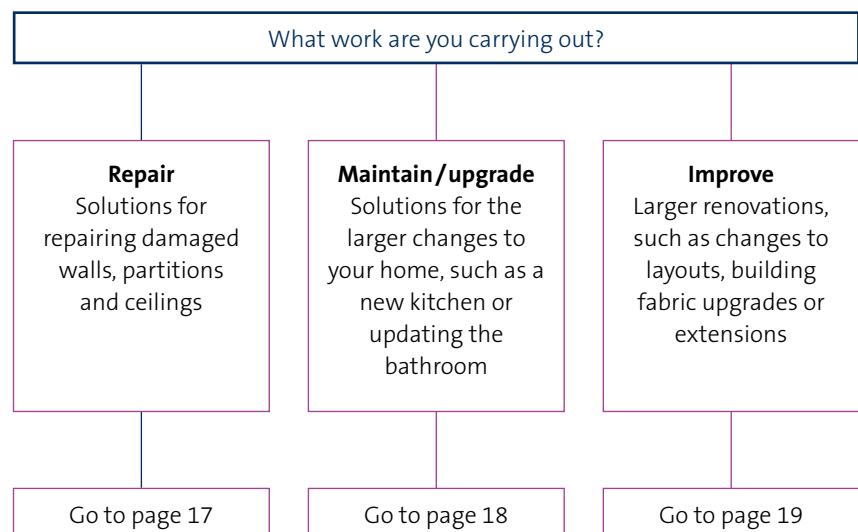 What work are you carrying out?
Repair
Solutions for
repairing damaged
walls, partitions
and ceilings
Maintain/upgrade
Solutions for the
larger changes to
your home, such as a
new kitchen or
updating the
bathroom
Improve
Larger renovations,
such as changes to
layouts, building
fabric upgrades or
extensions
Go to page 17
Go to page 18
Go to page 19